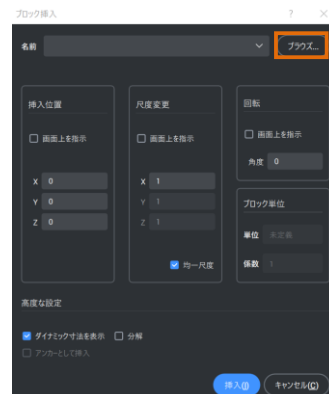 ブロック挿入
? ×
名前
ブラウズ...
挿入位置
画面上を指示
X 0
Y 0
Z 0
尺度変更
画面上を指示
X 1
Y 1
Z 1
均一尺度
回転
画面上を指示
角度 0
ブロック単位
単位 未定義
係数 1
高度な設定
ダイナミック寸法を表示 分解
アンカーとして挿入
挿入(I) キャンセル(C)